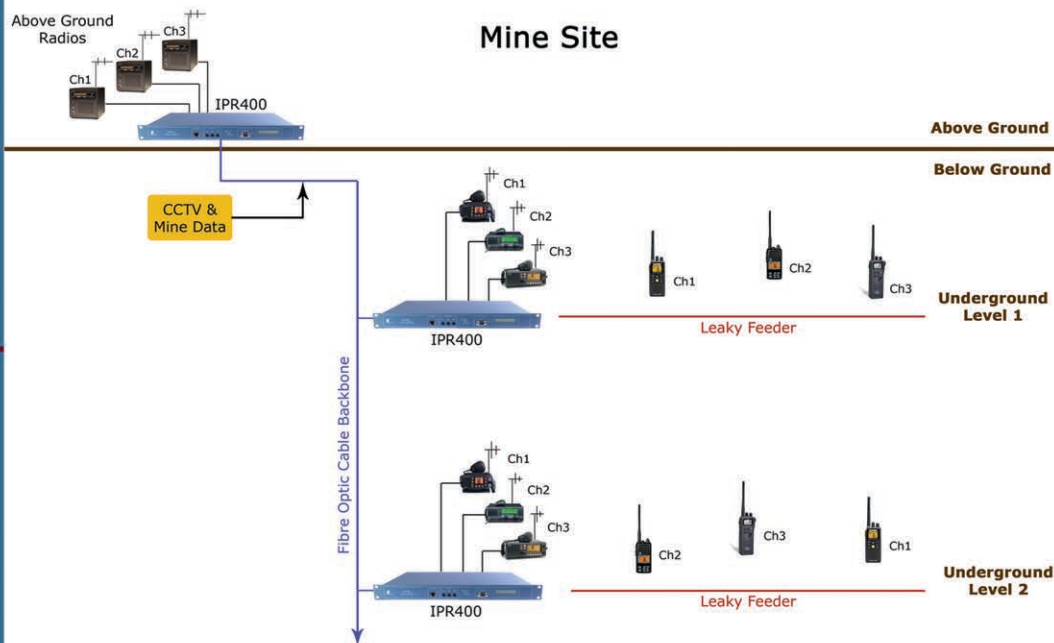 Mine Site
Above Ground
Radios
Ch1
Ch2
Ch3
IPR400
Above Ground
Below Ground
CCTV &
Mine Data
Fibre Optic Cable Backbone
Ch1
Ch2
Ch3
IPR400
Ch1
Ch2
Ch3
Leaky Feeder
Underground
Level 1
Ch1
Ch2
Ch3
IPR400
Ch2
Ch3
Ch1
Leaky Feeder
Underground
Level 2